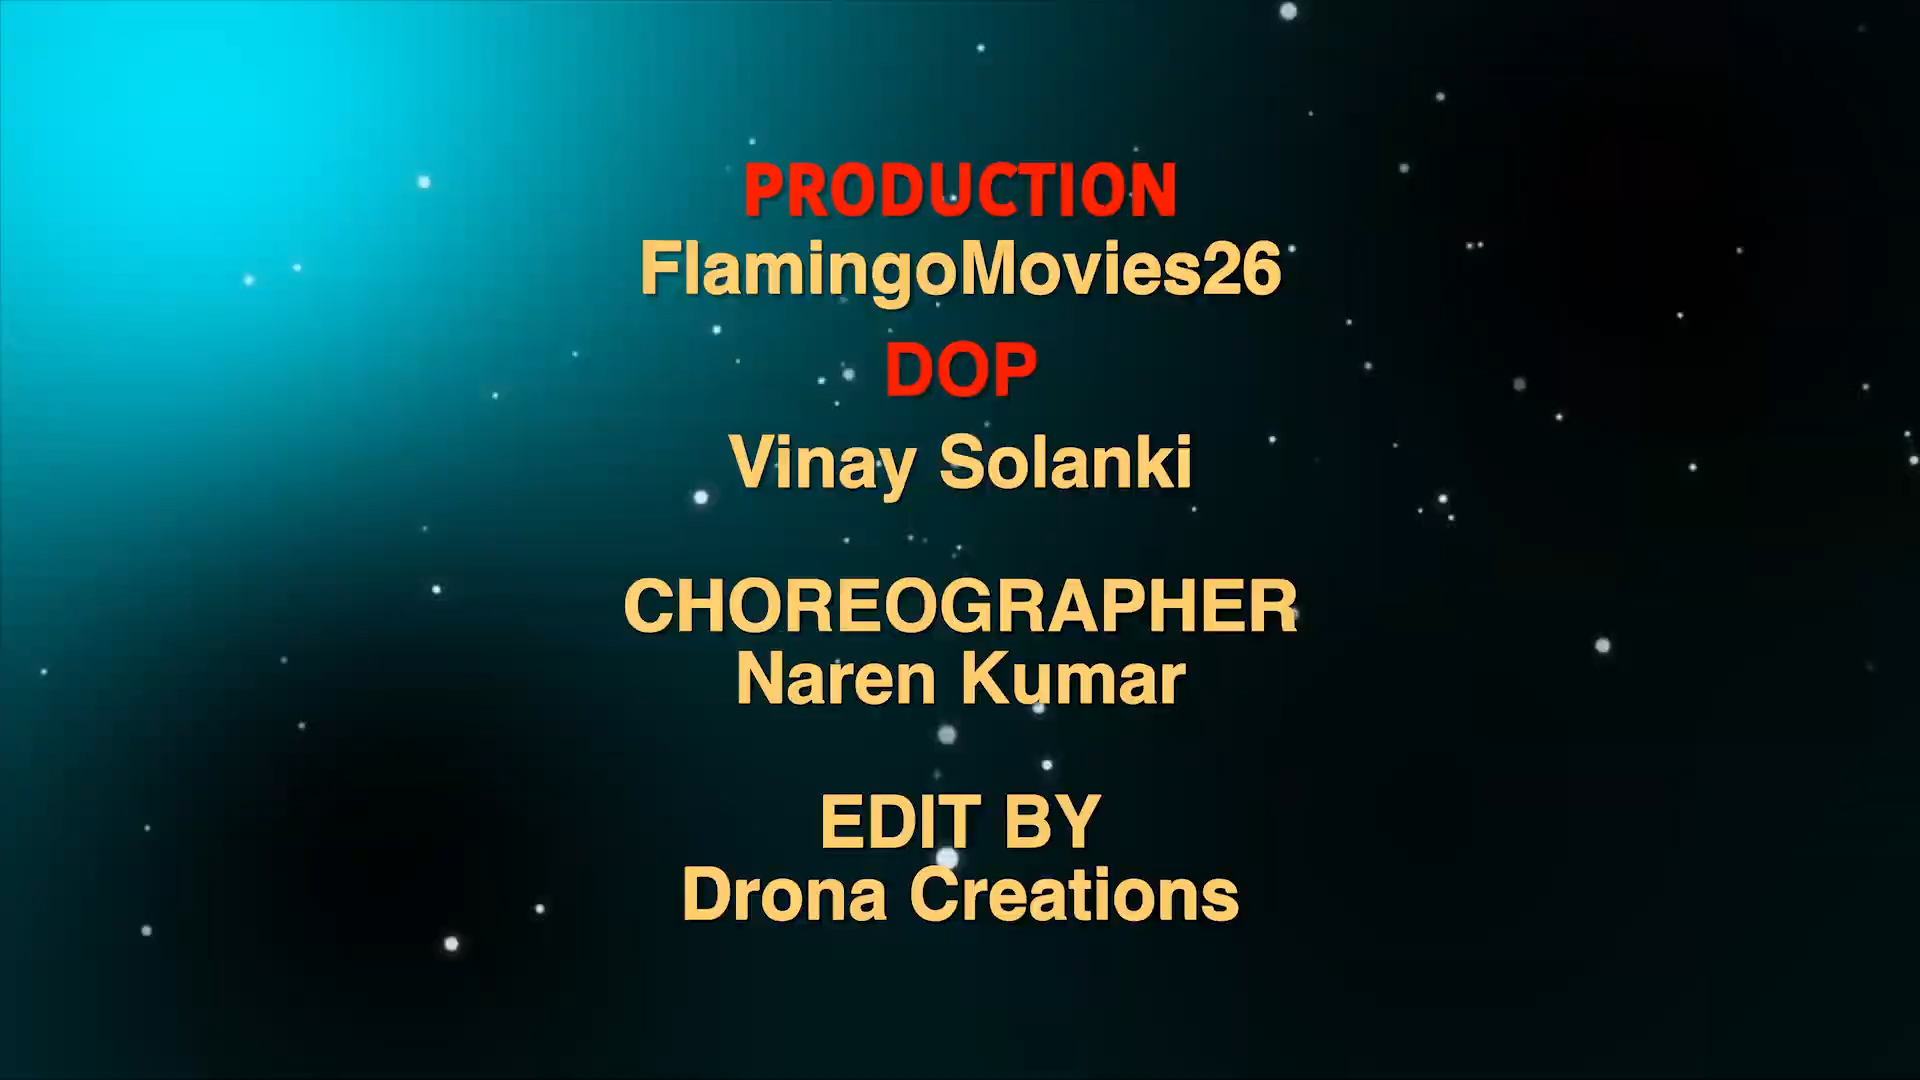 PRODUCTION
FlamingoMovies26
DOP
Vinay Solanki
CHOREOGRAPHER
Naren Kumar
EDIT BY
Drona Creations